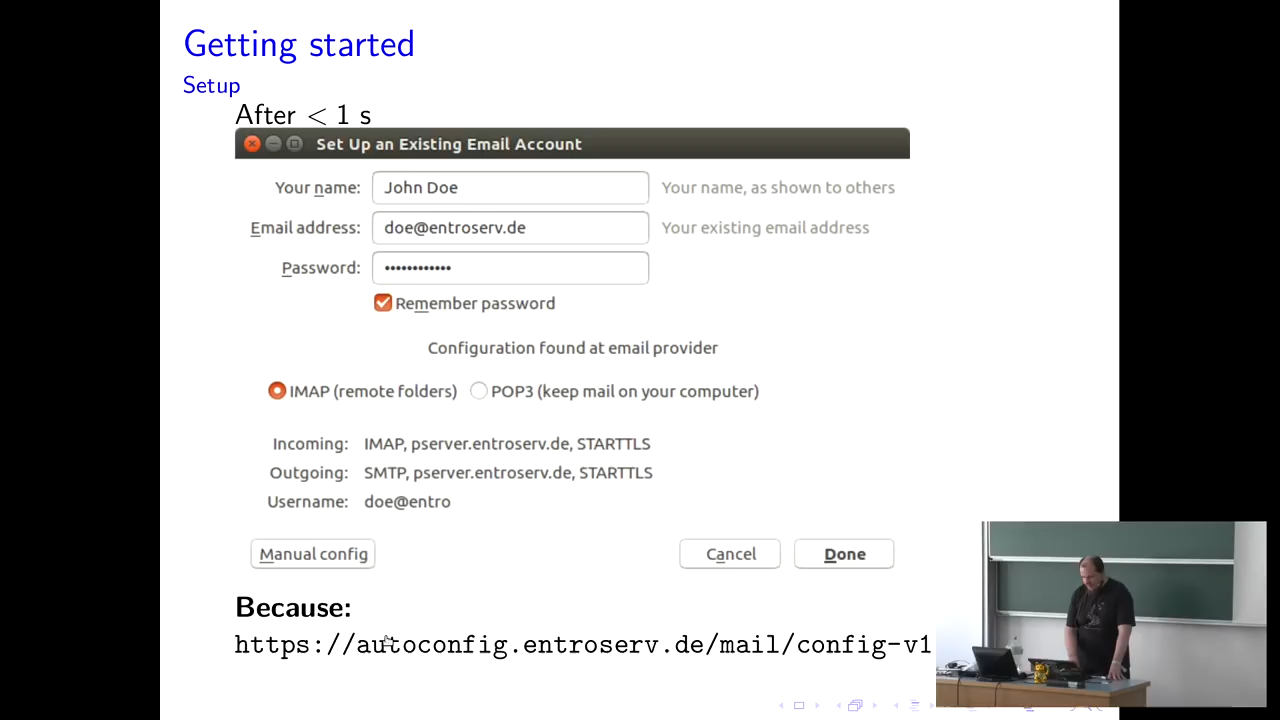 Getting started
Setup
After < 1 s
Set Up an Existing Email Account
Your name: John Doe Your name, as shown to others
Email address: doe@entroserv.de Your existing email address
Password: ••••••••••••
Remember password
Configuration found at email provider
IMAP (remote folders) POP3 (keep mail on your computer)
Incoming: IMAP, pserver.entroserv.de, STARTTLS
Outgoing: SMTP, pserver.entroserv.de, STARTTLS
Username: doe@entro
Manual config Cancel Done
Because:
https://autoconfig.entroserv.de/mail/config-v1